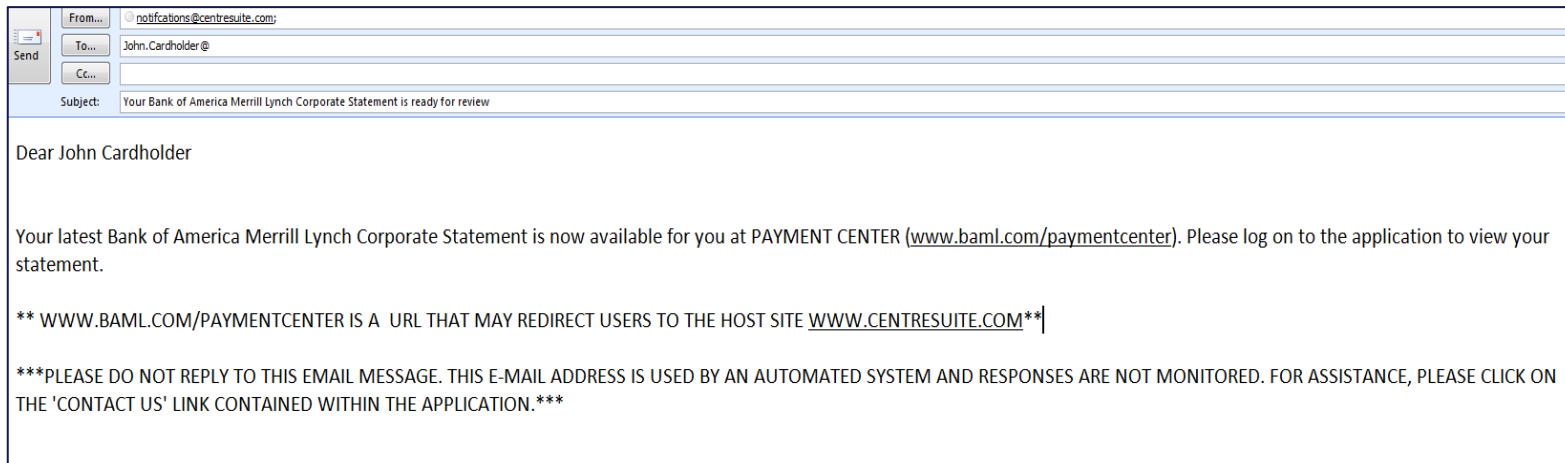 From...
notifcations@centresuite.com;
Send
To...
John.Cardholder@
Cc...
Subject:
Your Bank of America Merrill Lynch Corporate Statement is ready for review
Dear John Cardholder
Your latest Bank of America Merrill Lynch Corporate Statement is now available for you at PAYMENT CENTER (www.baml.com/paymentcenter). Please log on to the application to view your
statement.
** WWW.BAML.COM/PAYMENTCENTER IS A  URL THAT MAY REDIRECT USERS TO THE HOST SITE WWW.CENTRESUITE.COM**
***PLEASE DO NOT REPLY TO THIS EMAIL MESSAGE. THIS E-MAIL ADDRESS IS USED BY AN AUTOMATED SYSTEM AND RESPONSES ARE NOT MONITORED. FOR ASSISTANCE, PLEASE CLICK ON
THE 'CONTACT US' LINK CONTAINED WITHIN THE APPLICATION.***